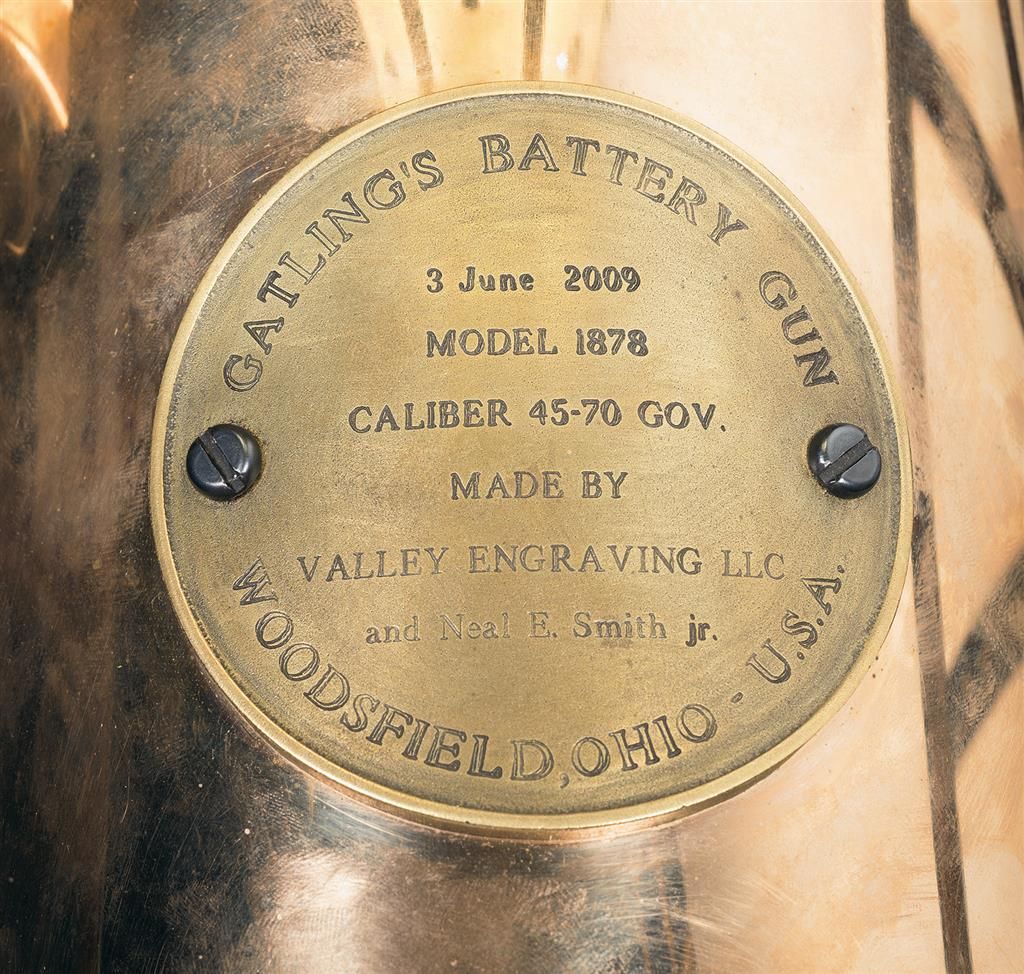 GATLING'S BATTERY GUN
3 June 2009
MODEL 1878
CALIBER 45-70 GOV.
MADE BY
VALLEY ENGRAVING LLC
and Neal E. Smith jr.
WOODSFIELD, OHIO - U.S.A.